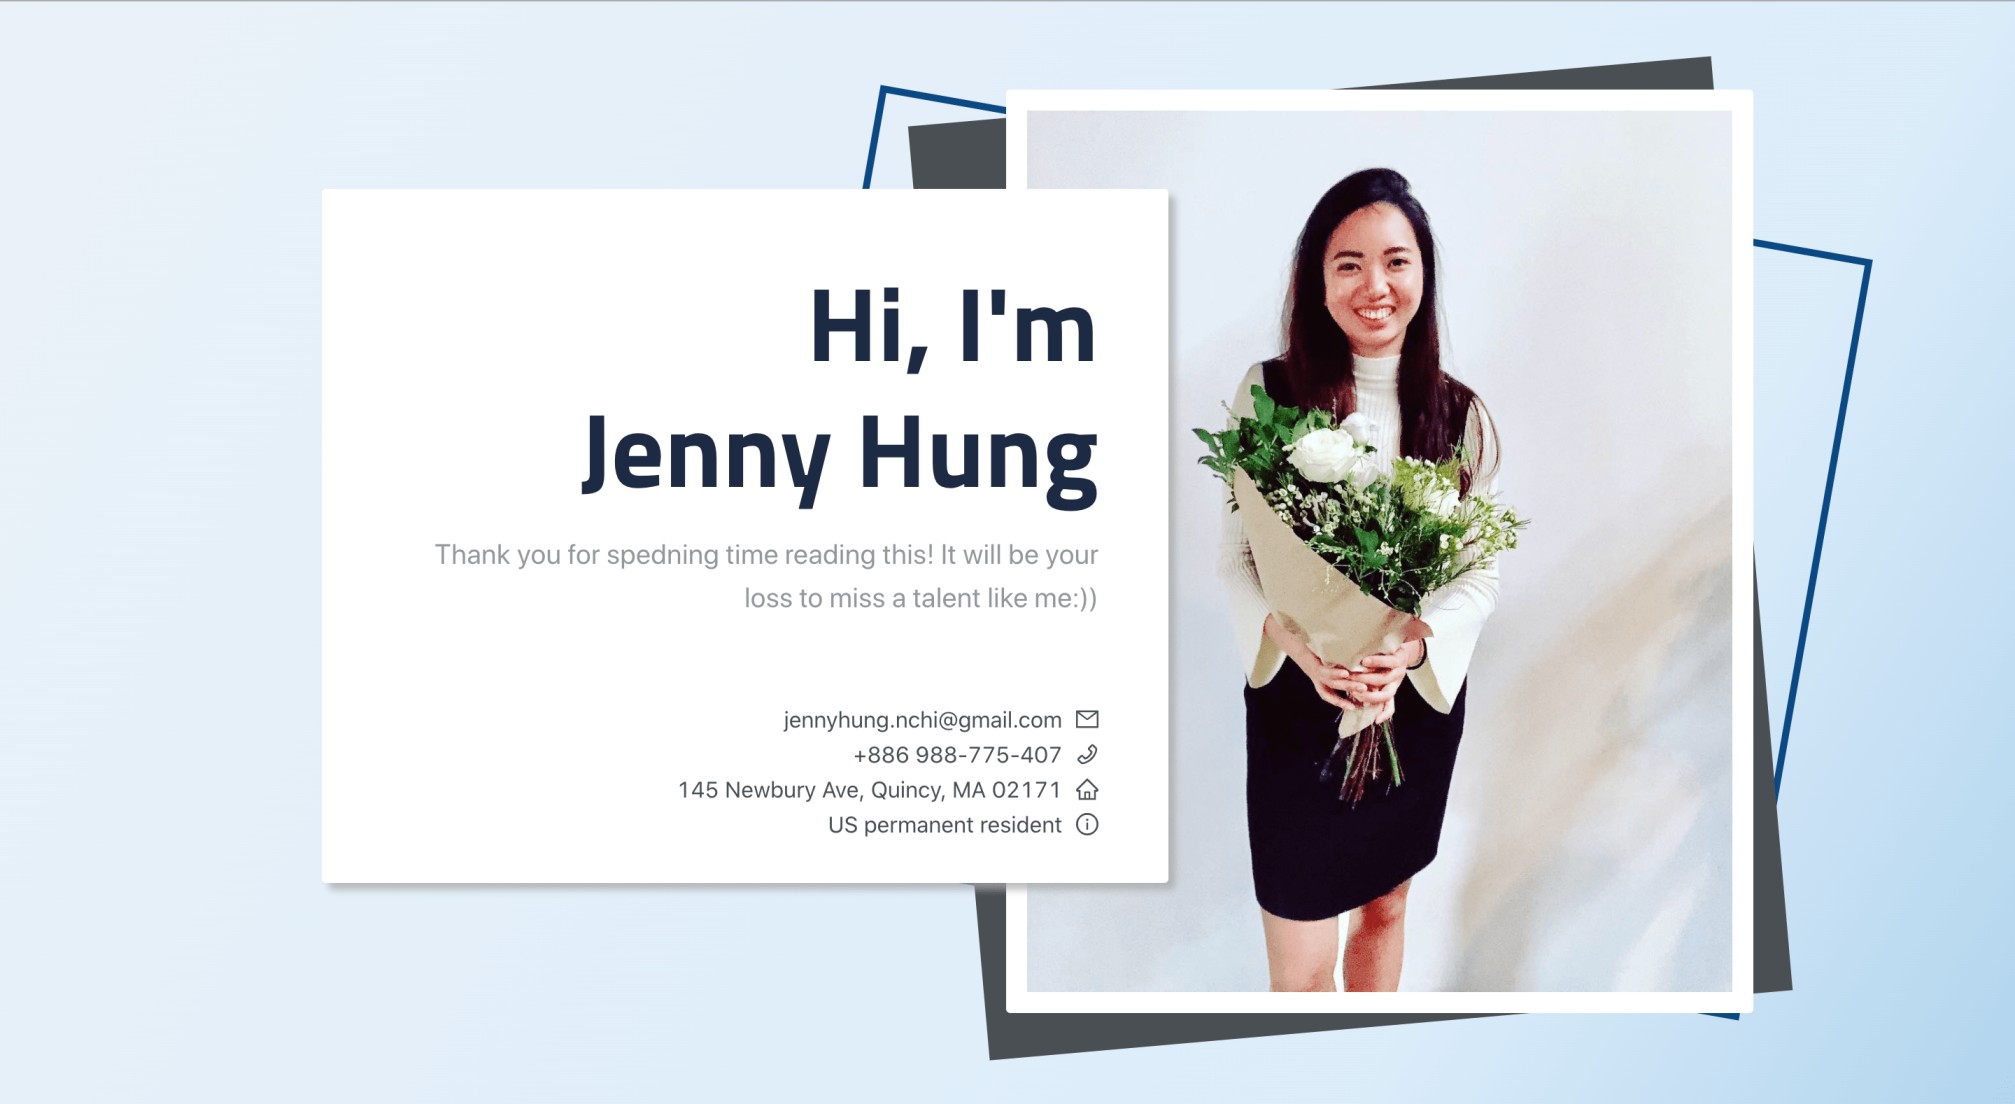 Hi, I'm
Jenny Hung
Thank you for spedning time reading this! It will be your
loss to miss a talent like me:))
jennyhung.nchi@gmail.com
+886 988-775-407
145 Newbury Ave, Quincy, MA 02171
US permanent resident